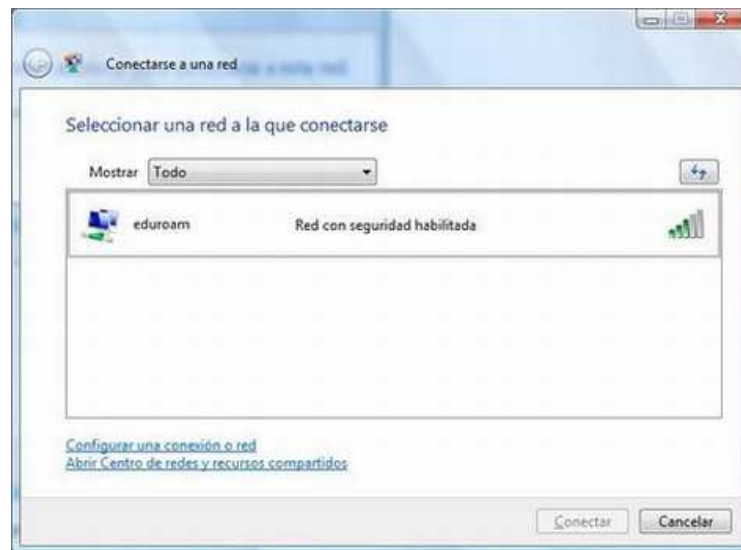 Conectarse a una red
Seleccionar una red a la que conectarse
Mostrar Todo
eduroam Red con seguridad habilitada
Configurar una conexión o red
Abrir Centro de redes y recursos compartidos
Conectar Cancelar